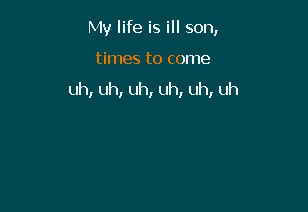 My life is ill son,
times to come
uh, uh, uh, uh, uh, uh